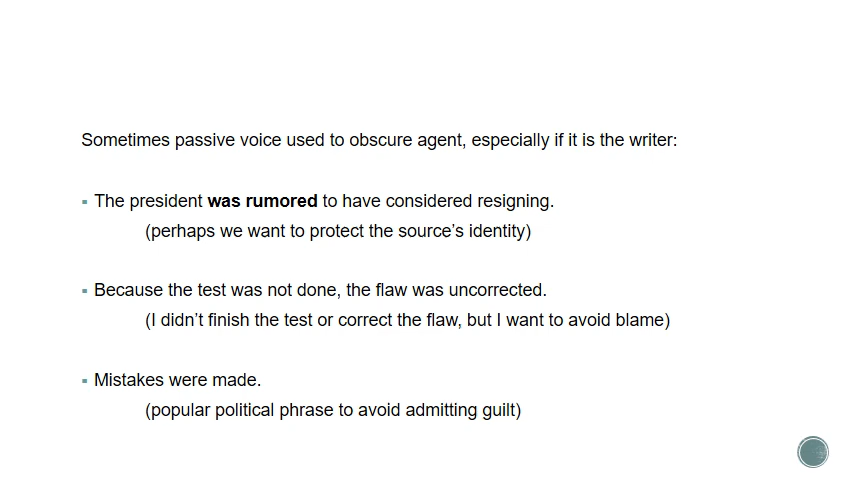 Sometimes passive voice used to obscure agent, especially if it is the writer:
▪ The president was rumored to have considered resigning.
(perhaps we want to protect the source’s identity)
▪ Because the test was not done, the flaw was uncorrected.
(I didn’t finish the test or correct the flaw, but I want to avoid blame)
▪ Mistakes were made.
(popular political phrase to avoid admitting guilt)